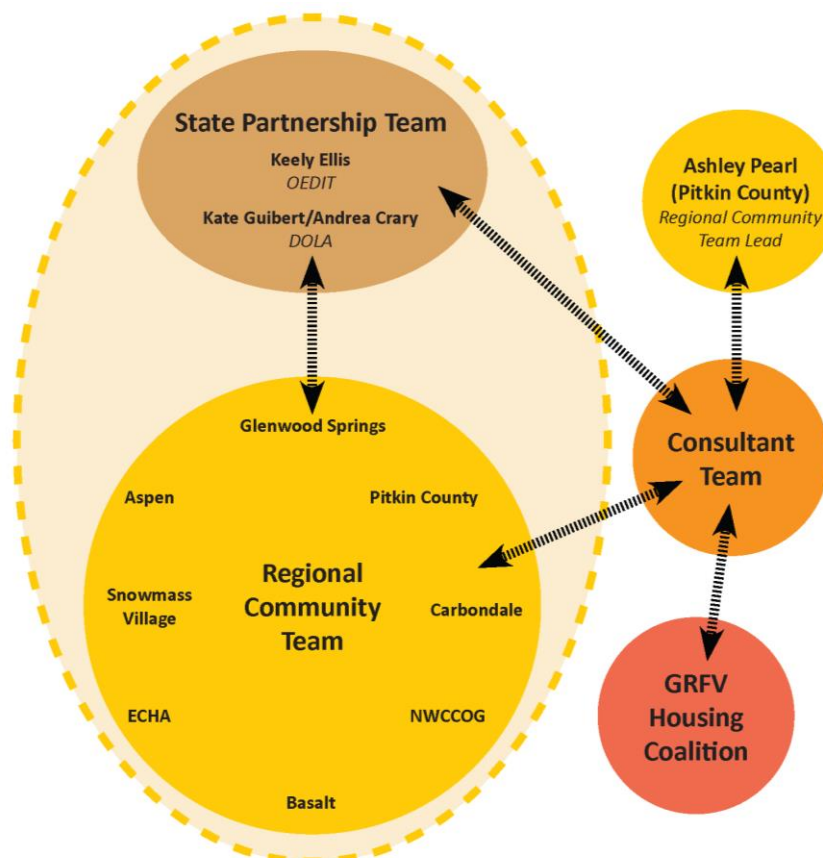 State Partnership Team
Keely Ellis
OEDIT
Kate Guibert/Andrea Crary
DOLA
Ashley Pearl
(Pitkin County)
Regional Community
Team Lead
Consultant
Team
GRFV
Housing
Coalition
Regional
Community
Team
Glenwood Springs
Aspen
Pitkin County
Snowmass
Village
Carbondale
ECHA
NWCCOG
Basalt